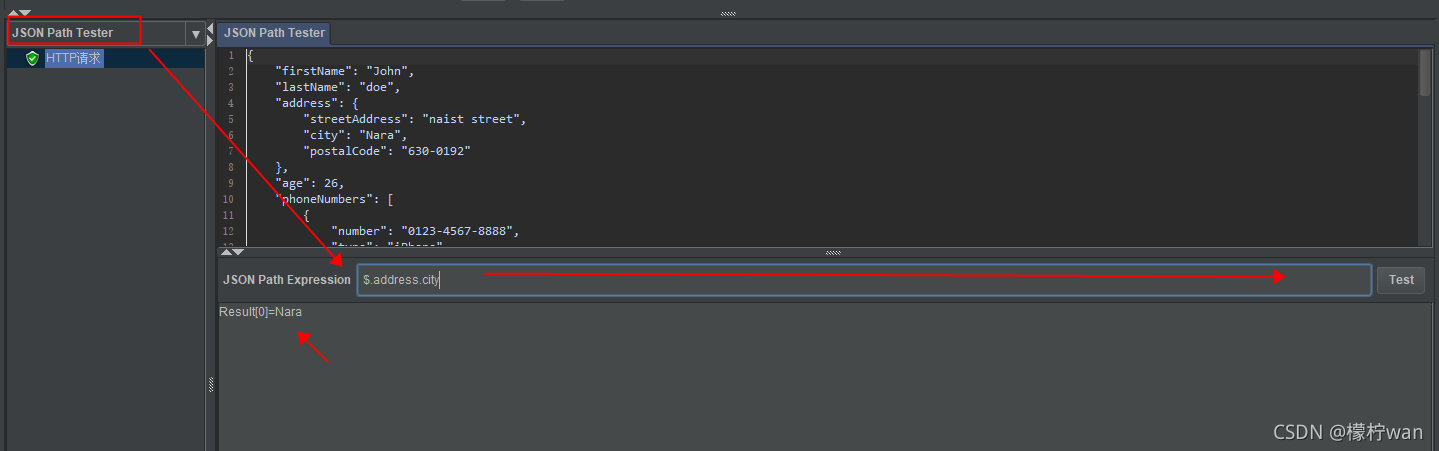 JSON Path Tester
HTTP请求
JSON Path Tester
1 {
2 "firstName": "John",
3 "lastName": "doe",
4 "address": {
5 "streetAddress": "naist street",
6 "city": "Nara",
7 "postalCode": "630-0192"
8 },
9 "age": 26,
10 "phoneNumbers": [
11 {
12 "number": "0123-4567-8888",
13 "type": "iPhone"
JSON Path Expression $.address.city Test
Result[0]=Nara
CSDN @檬柠wan